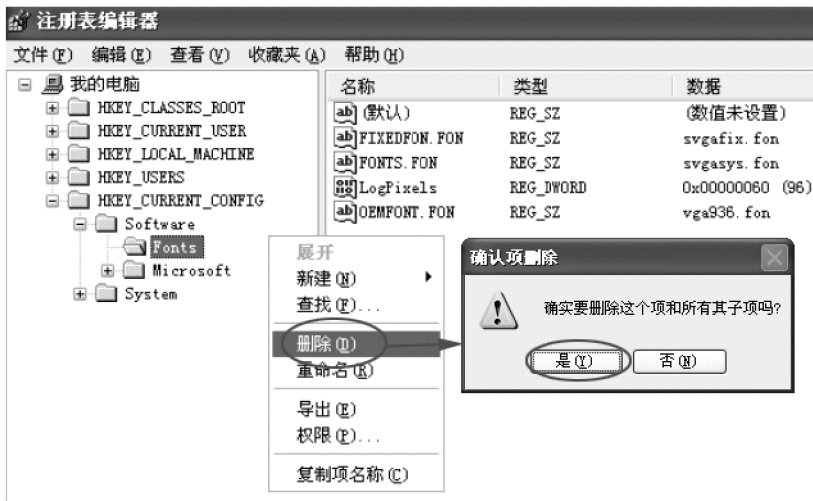 注册表编辑器
文件(F) 编辑(E) 查看(V) 收藏夹(A) 帮助(H)
我的电脑
HKEY_CLASSES_ROOT
HKEY_CURRENT_USER
HKEY_LOCAL_MACHINE
HKEY_USERS
HKEY_CURRENT_CONFIG
Software
Fonts
Microsoft
System
名称 类型 数据
(默认) REG_SZ (数值未设置)
FIXEDFON.FON REG_SZ svgafix.fon
FONTS.FON REG_SZ svgasys.fon
LogPixels REG_DWORD 0x00000060 (96)
OEMFONT.FON REG_SZ vga936.fon
展开
新建(N)
查找(F)...
删除(D)
重命名(R)
导出(E)
权限(P)...
复制项名称(C)
确认项删除
确实要删除这个项和所有其子项吗?
是(Y) 否(N)